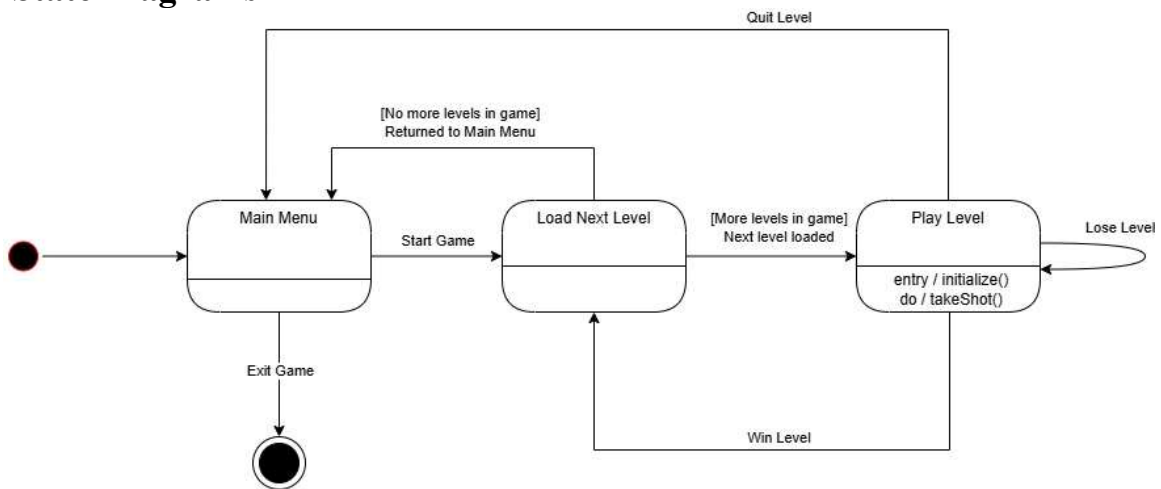 State Diagrams
Quit Level
[No more levels in game]
Returned to Main Menu
Main Menu
Load Next Level
Play Level
[More levels in game]
Next level loaded
Lose Level
Start Game
entry / initialize()
do / takeShot()
Exit Game
Win Level